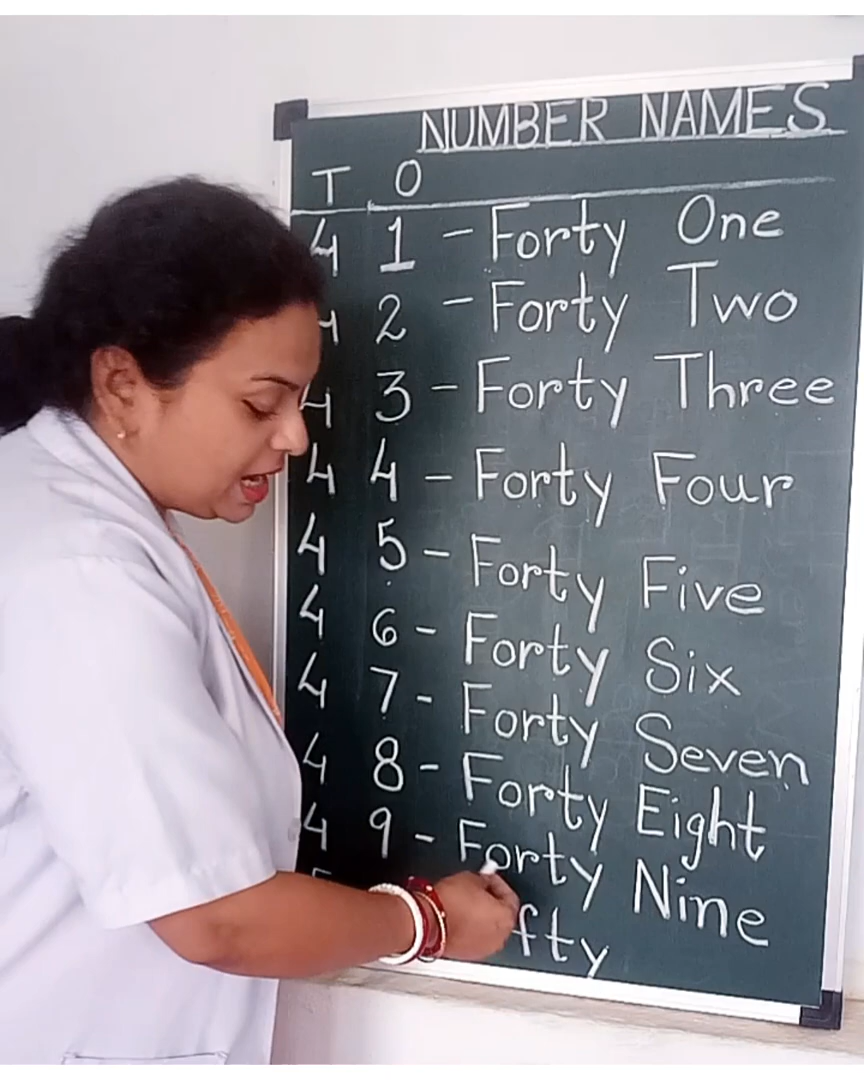 NUMBER NAMES
T O
4 1 - Forty One
4 2 - Forty Two
4 3 - Forty Three
4 4 - Forty Four
4 5 - Forty Five
4 6 - Forty Six
4 7 - Forty Seven
4 8 - Forty Eight
4 9 - Forty Nine
fty